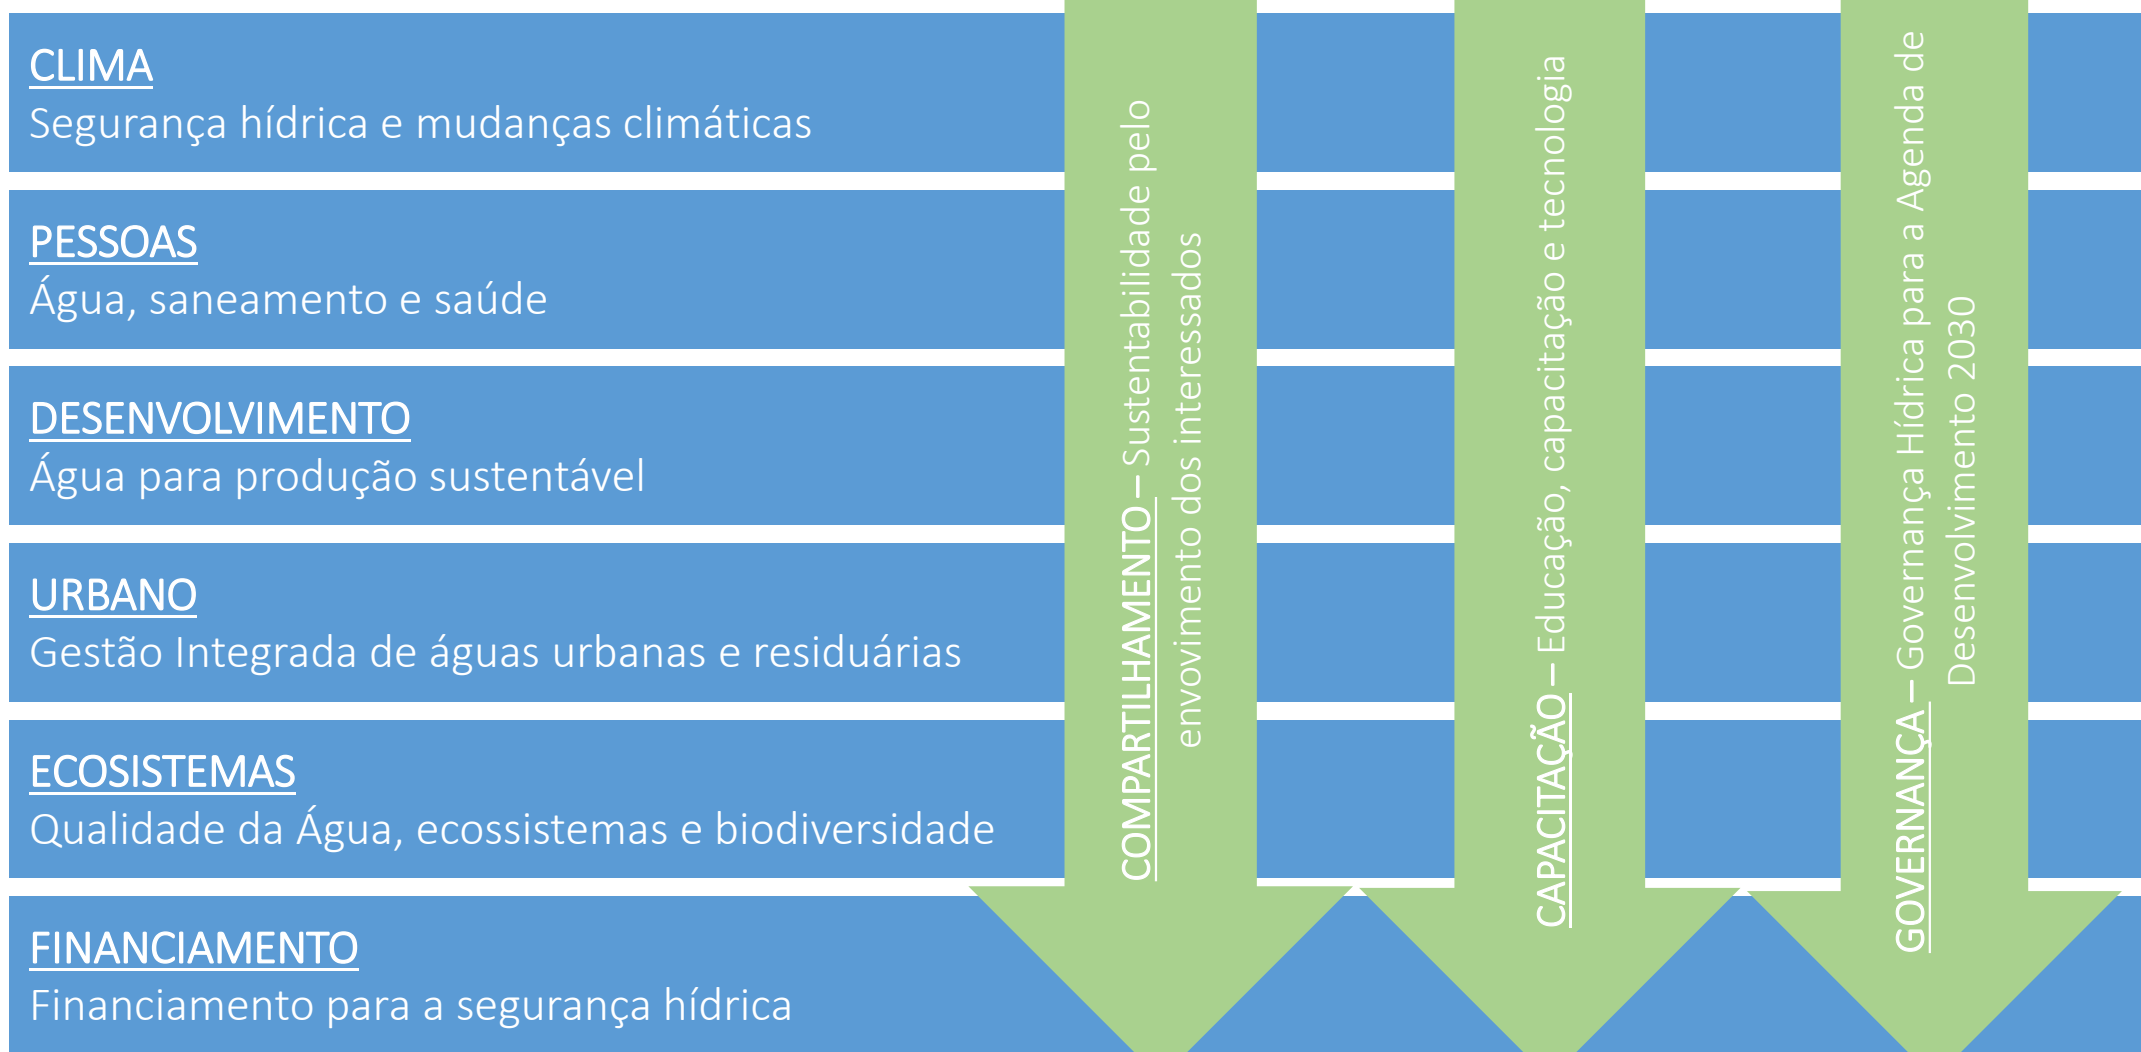 CLIMA
Segurança hídrica e mudanças climáticas
PESSOAS
Água, saneamento e saúde
DESENVOLVIMENTO
Água para produção sustentável
URBANO
Gestão Integrada de águas urbanas e residuárias
ECOSISTEMAS
Qualidade da Água, ecossistemas e biodiversidade
FINANCIAMENTO
Financiamento para a segurança hídrica
COMPARTILHAMENTO – Sustentabilidade pelo
envovimento dos interessados
CAPACITAÇÃO – Educação, capacitação e tecnologia
GOVERNANÇA – Governança Hídrica para a Agenda de
Desenvolvimento 2030